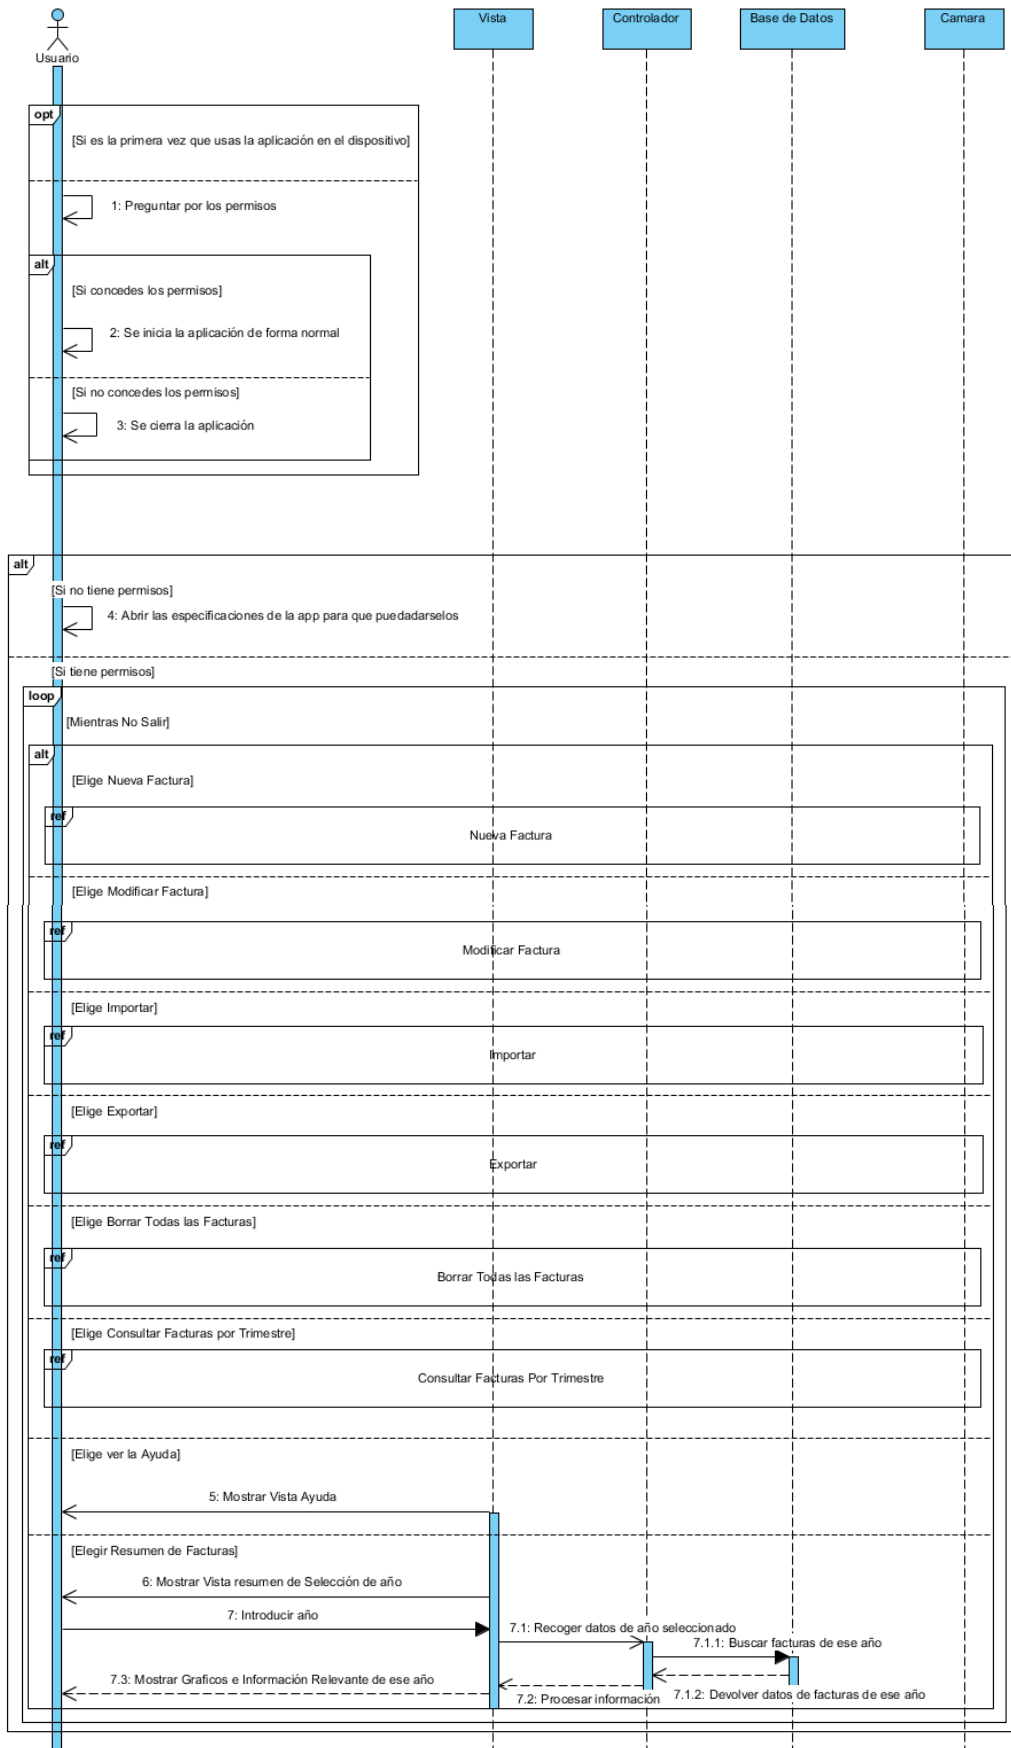 Usuario
Vista
Controlador
Base de Datos
Camara
opt
[Si es la primera vez que usas la aplicación en el dispositivo]
1: Preguntar por los permisos
alt
[Si concedes los permisos]
2: Se inicia la aplicación de forma normal
[Si no concedes los permisos]
3: Se cierra la aplicación
alt
[Si no tiene permisos]
4: Abrir las especificaciones de la app para que puedadarselos
[Si tiene permisos]
loop
[Mientras No Salir]
alt
[Elige Nueva Factura]
ref
Nueva Factura
[Elige Modificar Factura]
ref
Modificar Factura
[Elige Importar]
ref
Importar
[Elige Exportar]
ref
Exportar
[Elige Borrar Todas las Facturas]
ref
Borrar Todas las Facturas
[Elige Consultar Facturas por Trimestre]
ref
Consultar Facturas Por Trimestre
[Elige ver la Ayuda]
5: Mostrar Vista Ayuda
[Elegir Resumen de Facturas]
6: Mostrar Vista resumen de Selección de año
7: Introducir año
7.1: Recoger datos de año seleccionado
7.1.1: Buscar facturas de ese año
7.3: Mostrar Graficos e Información Relevante de ese año
7.2: Procesar información
7.1.2: Devolver datos de facturas de ese año